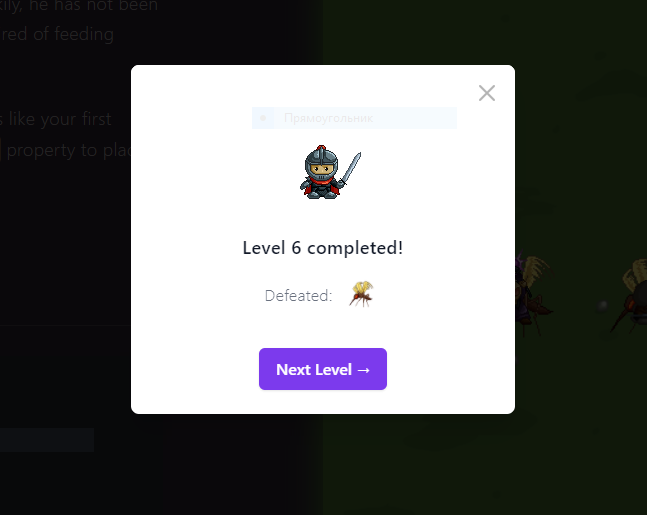 kily, he has not been
red of feeding
s like your first
property to plac
Прямоугольник
Level 6 completed!
Defeated:
Next Level →